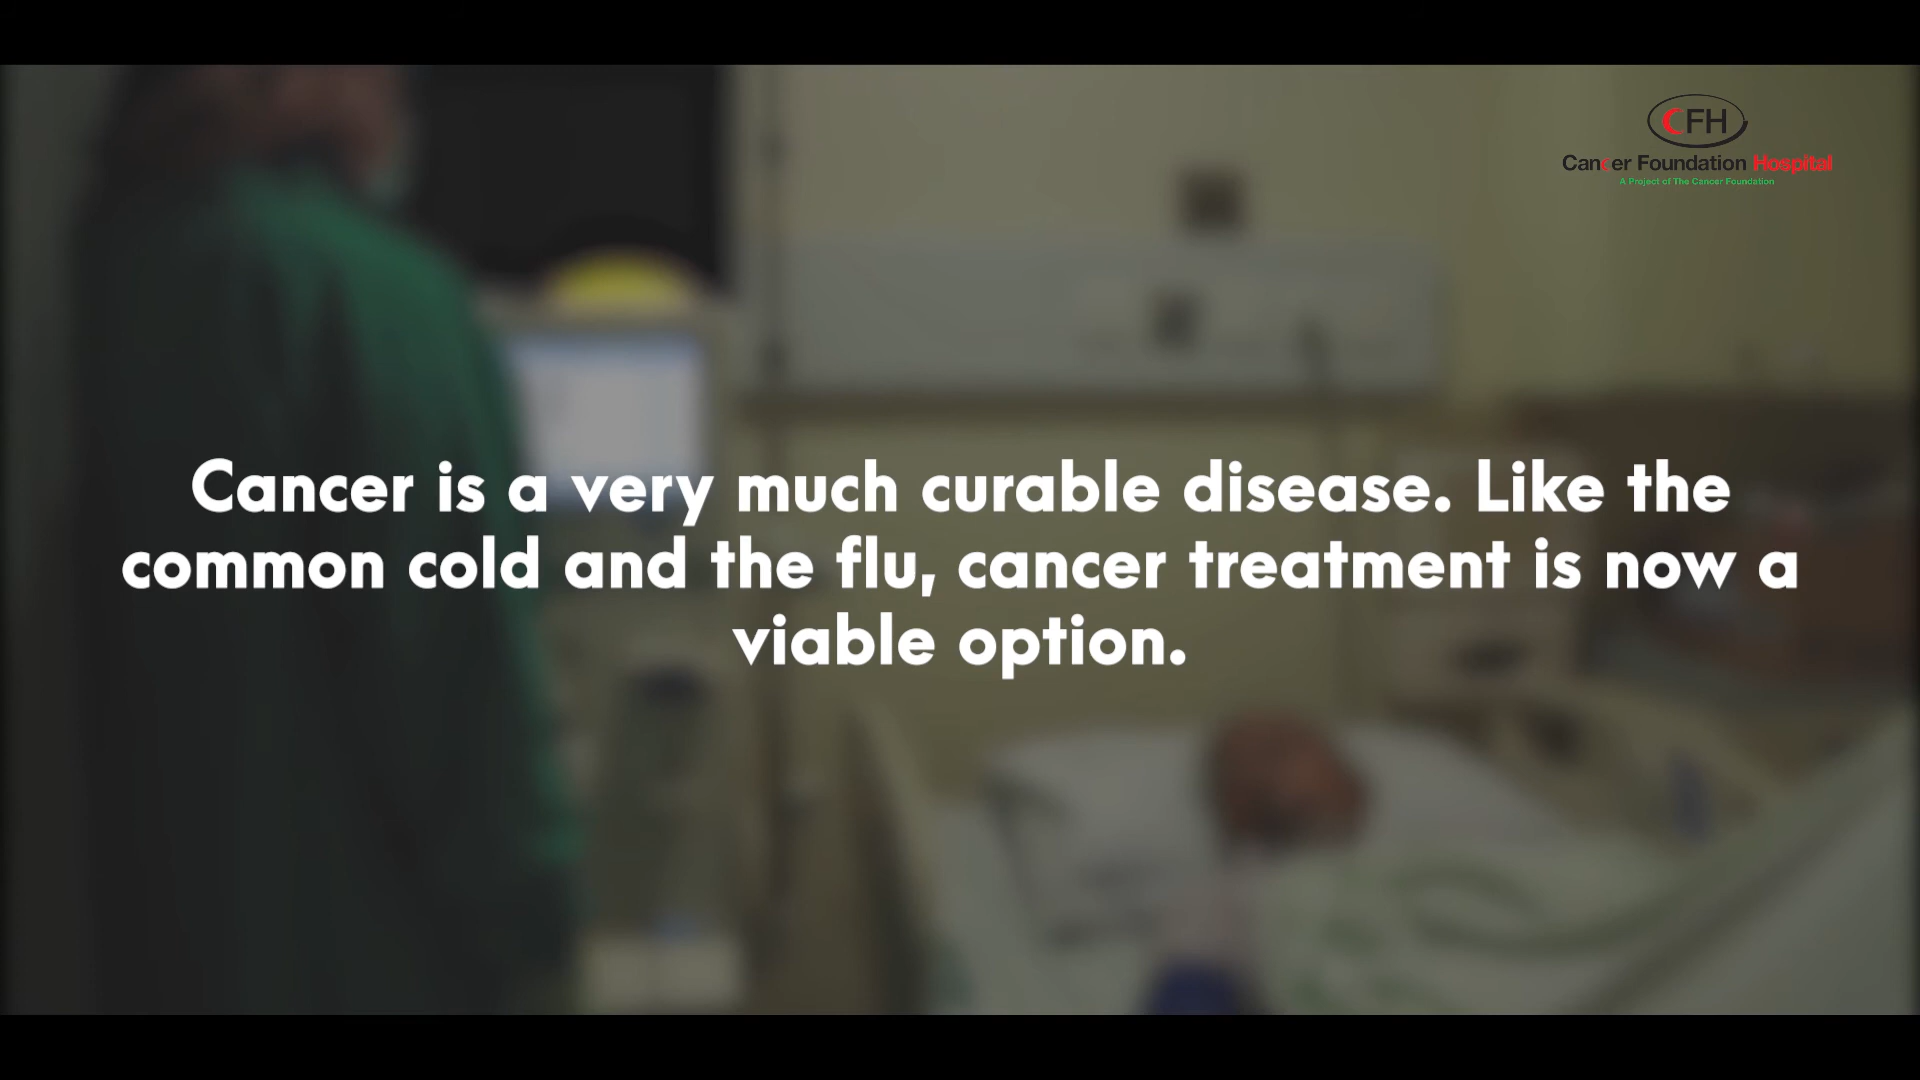 CFH
Cancer Foundation Hospital
A Project of The Cancer Foundation
Cancer is a very much curable disease. Like the
common cold and the flu, cancer treatment is now a
viable option.